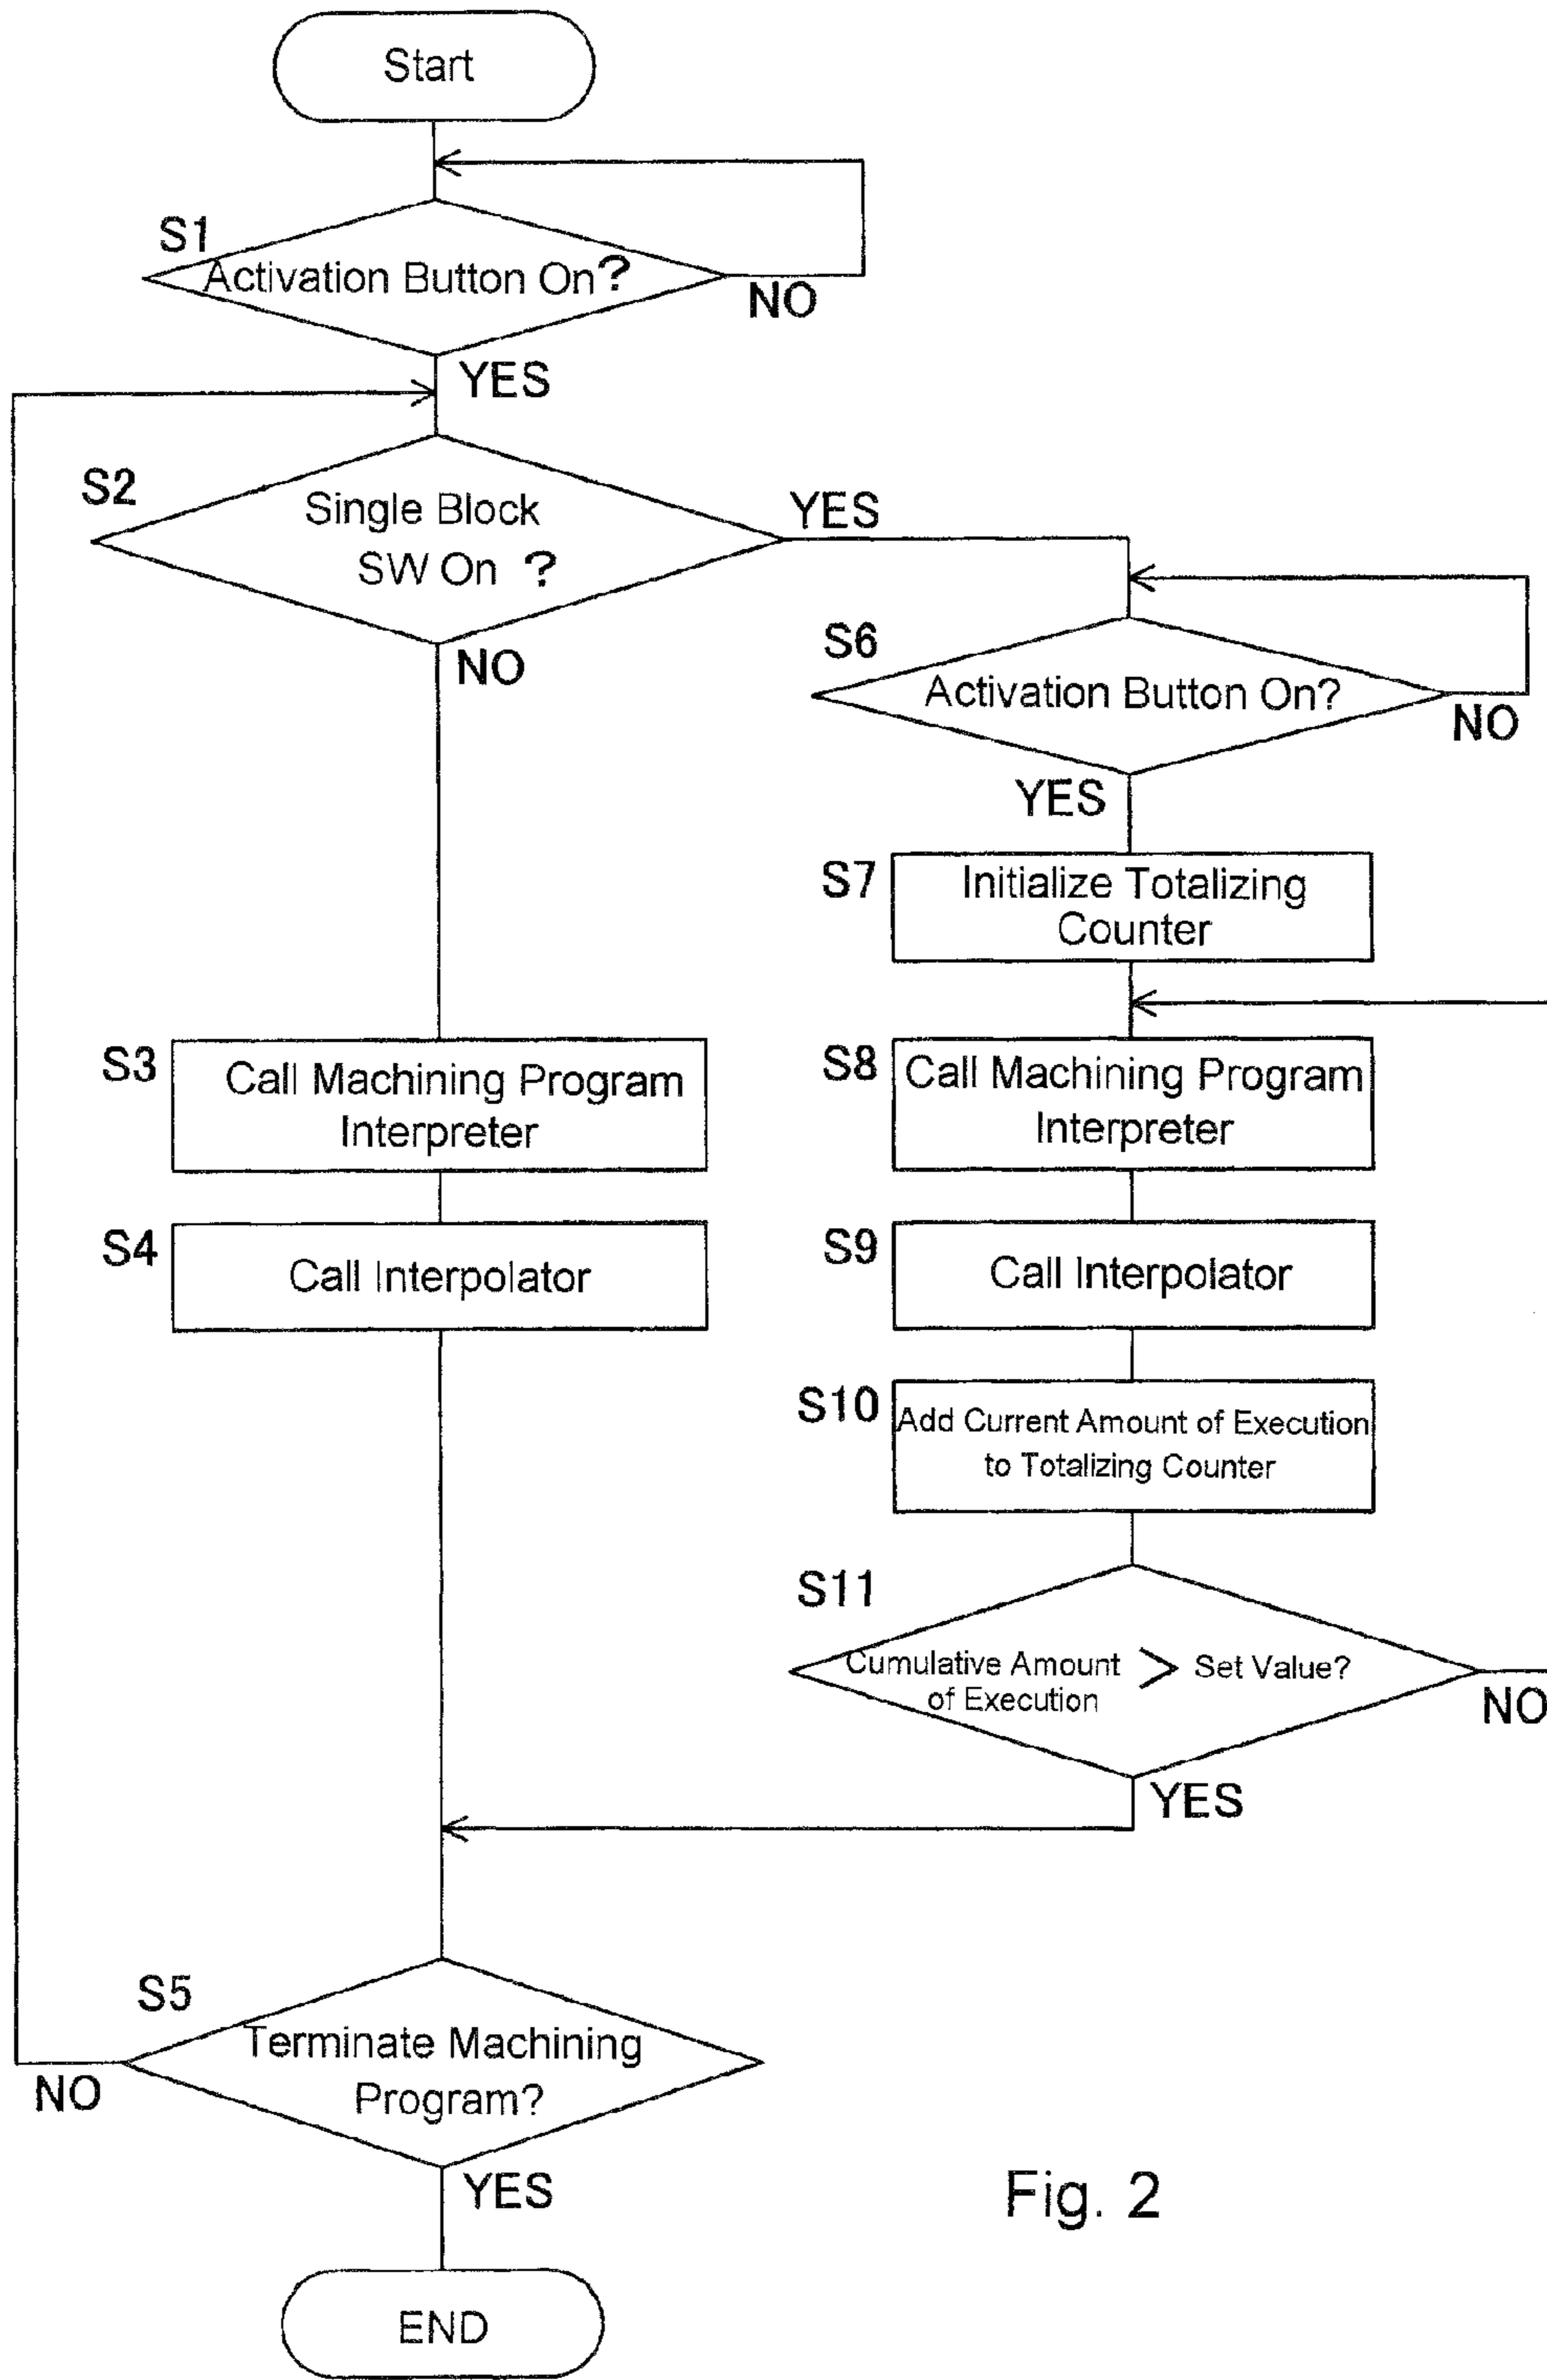 Start
S1
Activation Button On?
NO
YES
S2
Single Block
SW On ?
YES
NO
S6
Activation Button On?
NO
YES
S7
Initialize Totalizing
Counter
S3
Call Machining Program
Interpreter
S8
Call Machining Program
Interpreter
S4
Call Interpolator
S9
Call Interpolator
S10
Add Current Amount of Execution
to Totalizing Counter
S11
Cumulative Amount
of Execution
> Set Value?
NO
YES
S5
Terminate Machining
Program?
NO
YES
Fig. 2
END